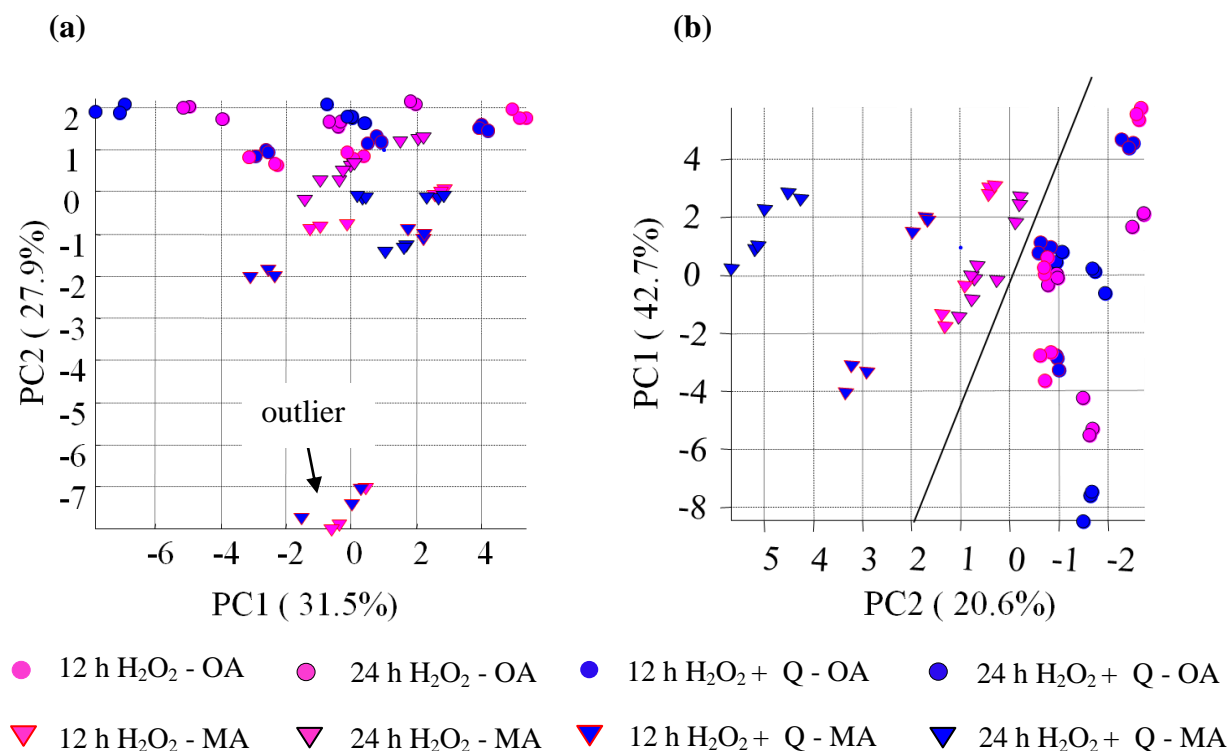 (a)
(b)
2
1
0
-1
-2
-3
-4
-5
-6
-7
PC2 ( 27.9%)
outlier
-6
-4
-2
0
2
4
PC1 ( 31.5%)
4
2
0
-2
-4
-6
-8
PC1 ( 42.7%)
5
4
3
2
1
0
-1
-2
PC2 ( 20.6%)
12 h H₂O₂ - OA
24 h H₂O₂ - OA
12 h H₂O₂ + Q - OA
24 h H₂O₂ + Q - OA
12 h H₂O₂ - MA
24 h H₂O₂ - MA
12 h H₂O₂ + Q - MA
24 h H₂O₂ + Q - MA